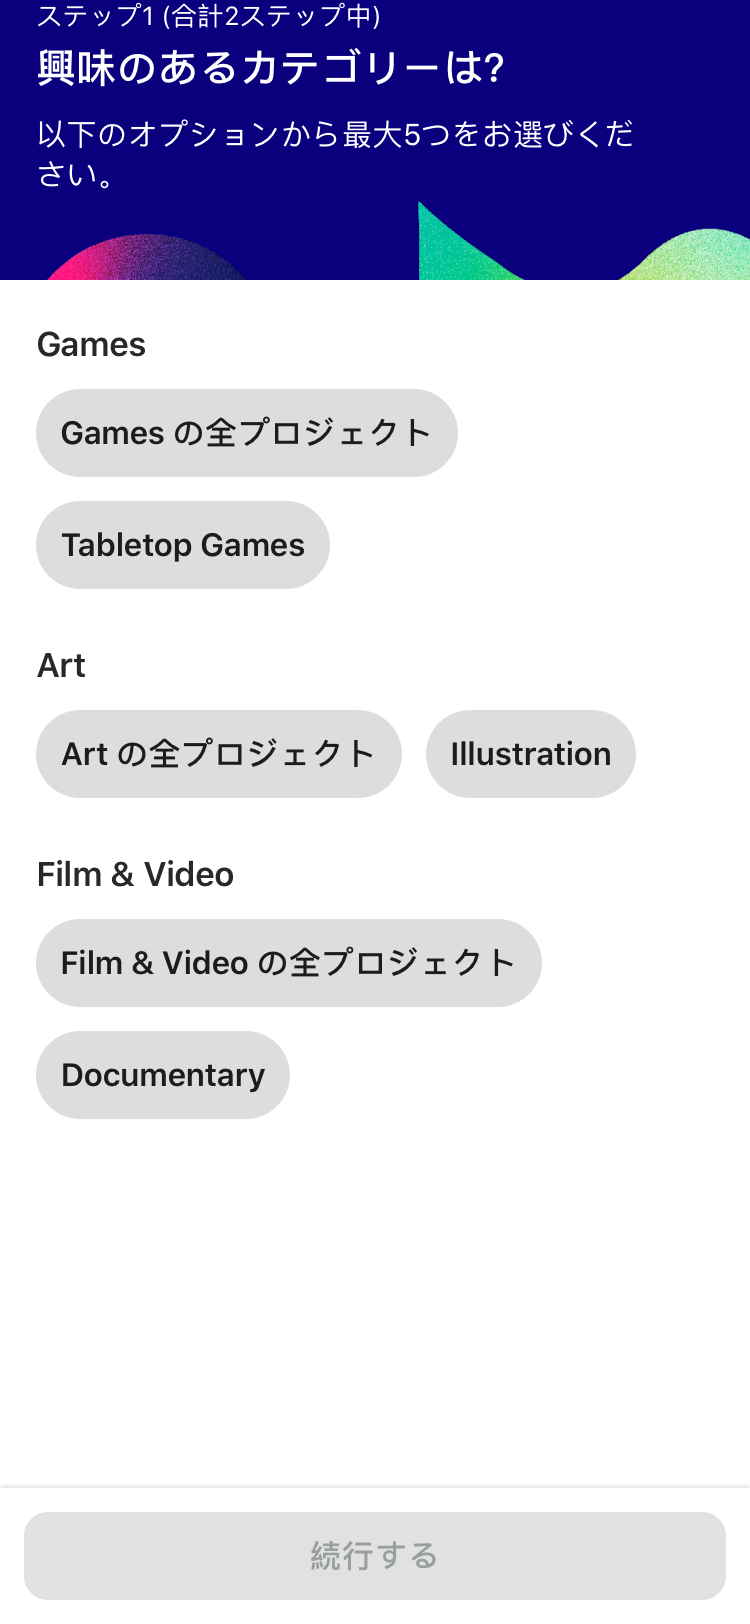 ステップ1 (合計2ステップ中)
興味のあるカテゴリーは?
以下のオプションから最大5つをお選びくだ
さい。
Games
Games の全プロジェクト
Tabletop Games
Art
Art の全プロジェクト
Illustration
Film & Video
Film & Video の全プロジェクト
Documentary
続行する